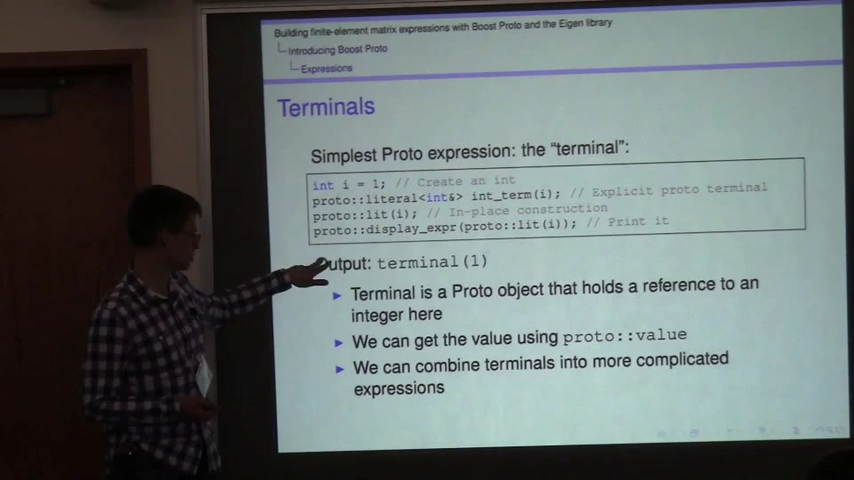 Building finite-element matrix expressions with Boost Proto and the Eigen library
Introducing Boost Proto
Expressions
Terminals
Simplest Proto expression: the "terminal":
int i = 1; // Create an int
proto::literal<int&> int_term(i); // Explicit proto terminal
proto::lit(i); // In-place construction
proto::display_expr(proto::lit(i)); // Print it
Output: terminal(1)
Terminal is a Proto object that holds a reference to an
integer here
We can get the value using proto::value
We can combine terminals into more complicated
expressions